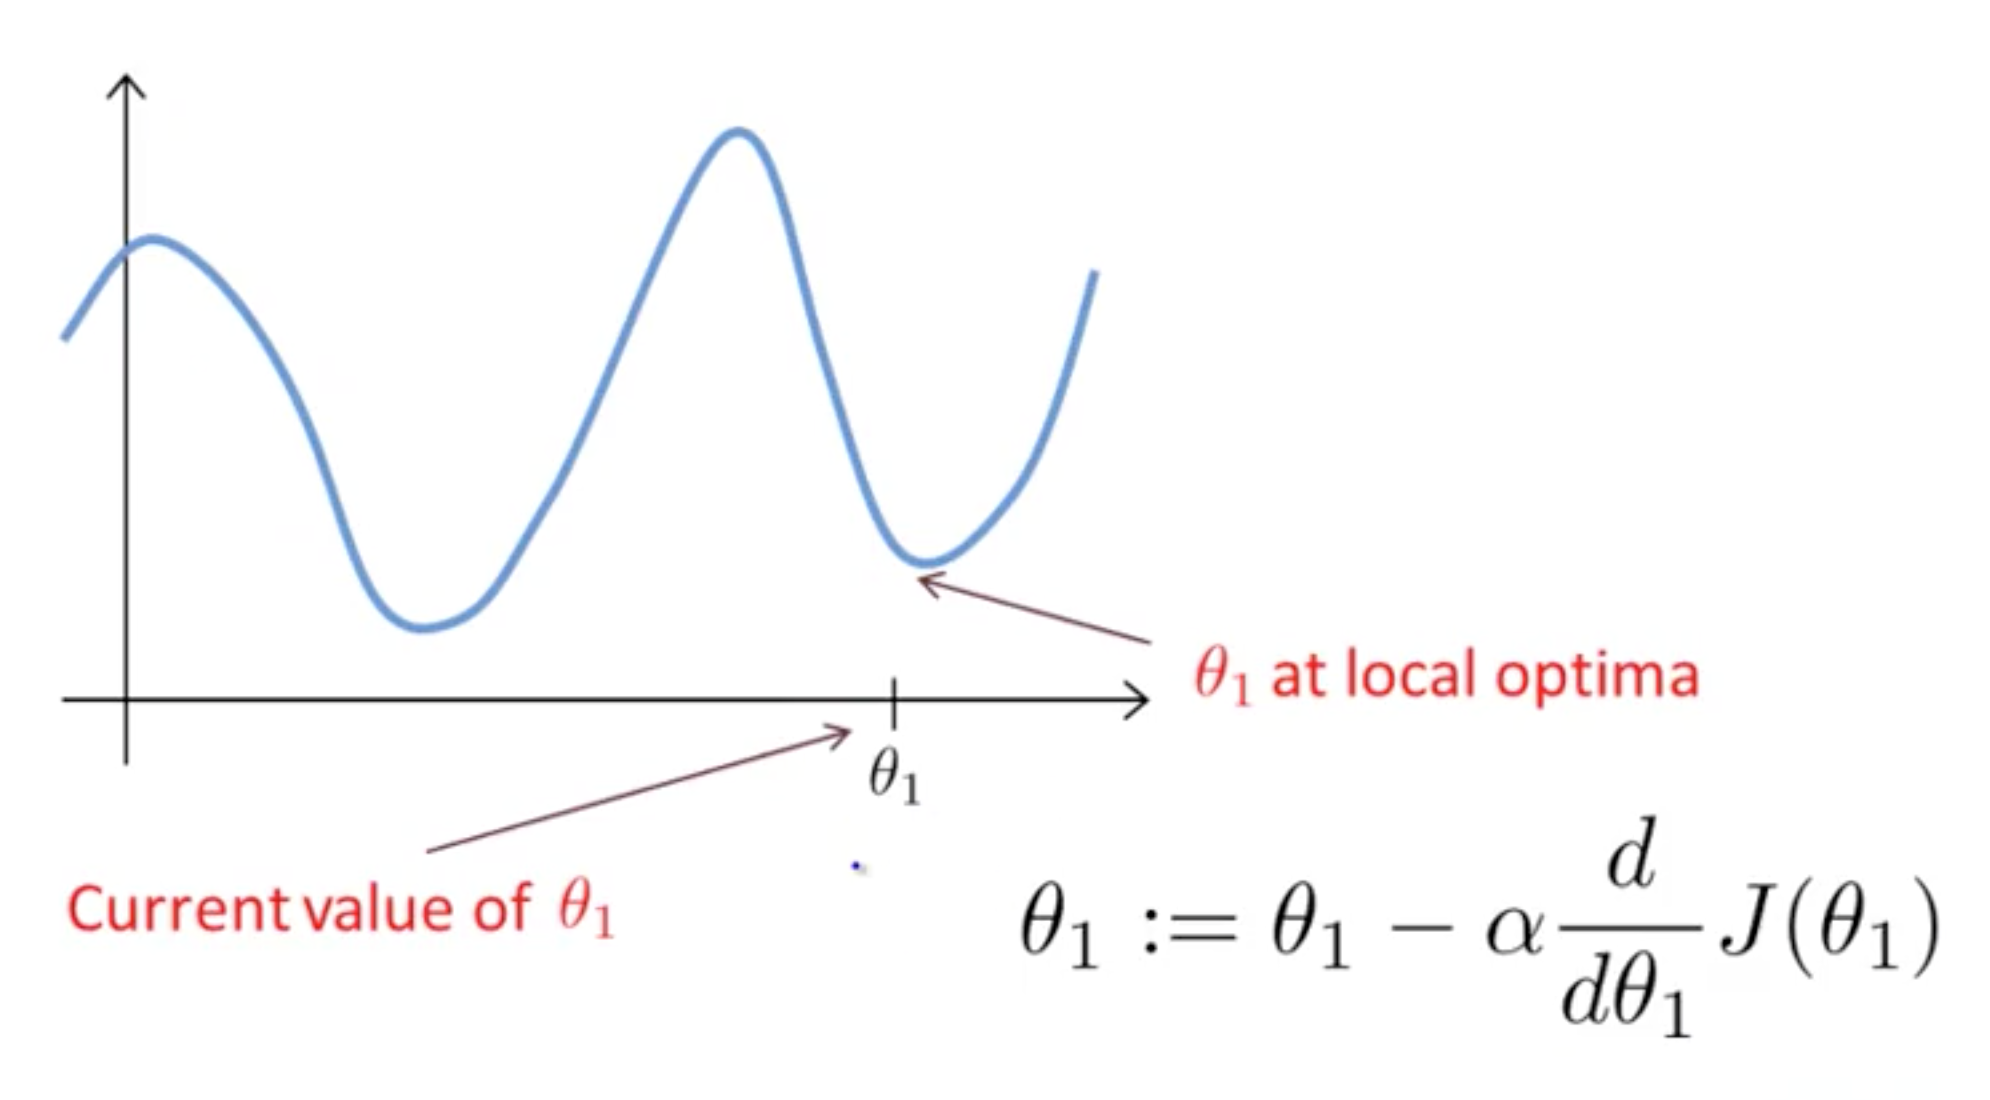 θ₁ at local optima
θ₁
Current value of θ₁
θ₁ := θ₁ − α d/dθ₁ J(θ₁)